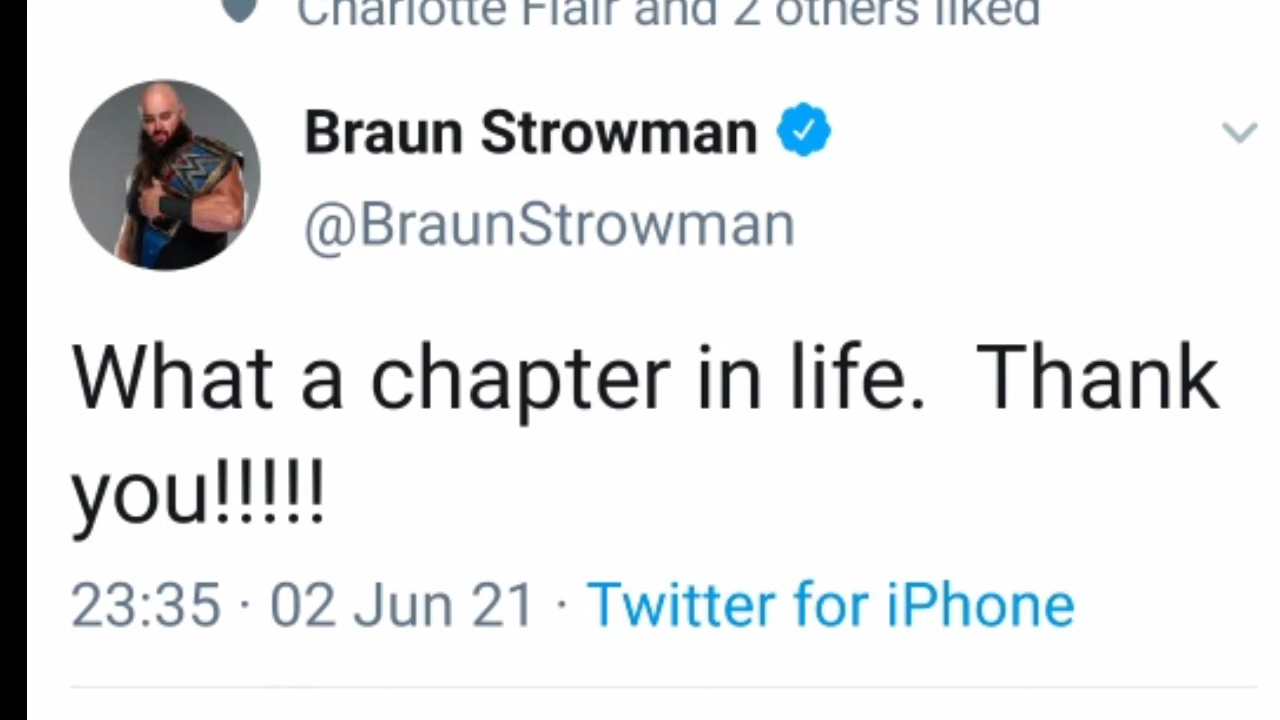 Charlotte Flair and 2 others liked
Braun Strowman
@BraunStrowman
What a chapter in life.  Thank
you!!!!!
23:35 · 02 Jun 21 · Twitter for iPhone